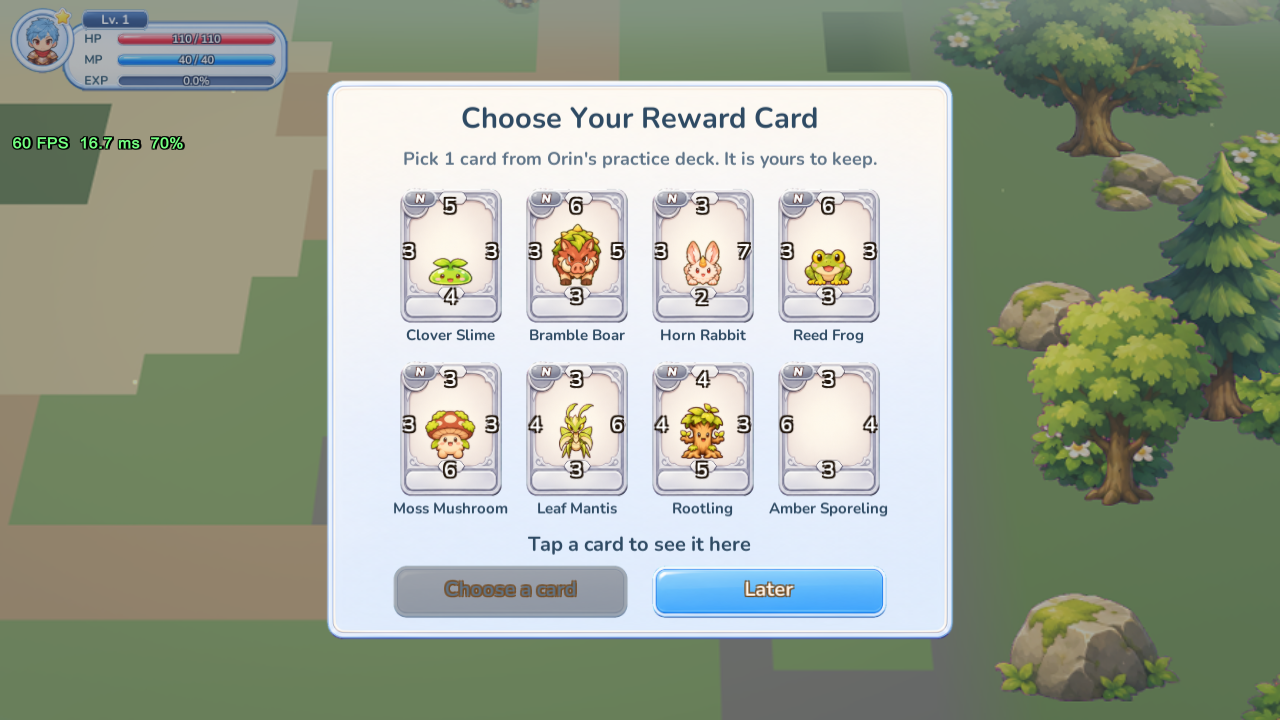 Lv. 1
HP 110/110
MP 40/40
EXP 0.0%
60 FPS 16.7 ms 70%
Choose Your Reward Card
Pick 1 card from Orin's practice deck. It is yours to keep.
N 5 N 6 N 3 N 6
3 3 3 5 3 7 3 3
4 3 2 3
Clover Slime Bramble Boar Horn Rabbit Reed Frog
N 3 N 3 N 4 N 3
3 3 4 6 4 3 6 4
6 3 5 3
Moss Mushroom Leaf Mantis Rootling Amber Sporeling
Tap a card to see it here
Choose a card Later